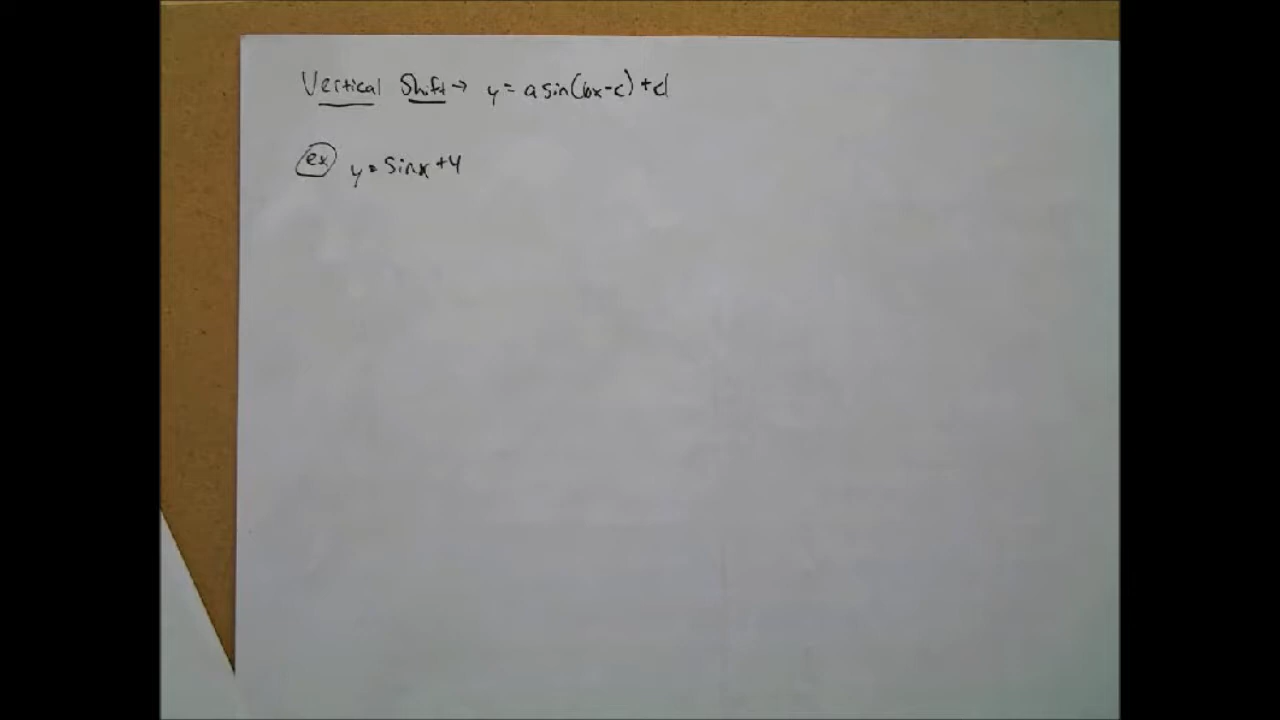 Vertical Shift → y = a sin(bx-c) + d
ex y = sinx + 4